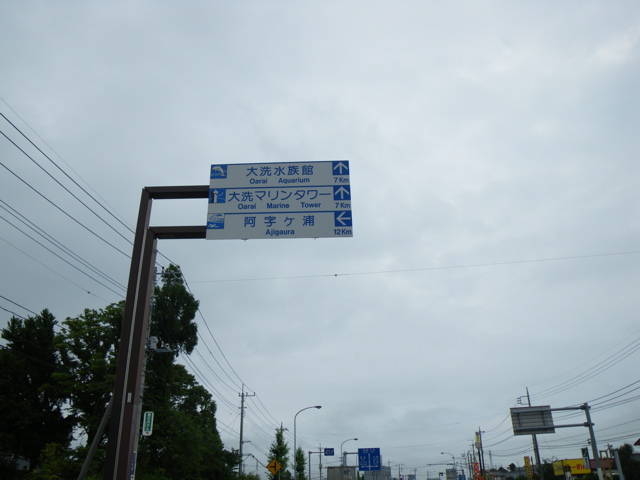 大洗水族館
Oarai Aquarium 7Km
大洗マリンタワー
Oarai Marine Tower 7Km
阿字ヶ浦
Ajigaura 12Km